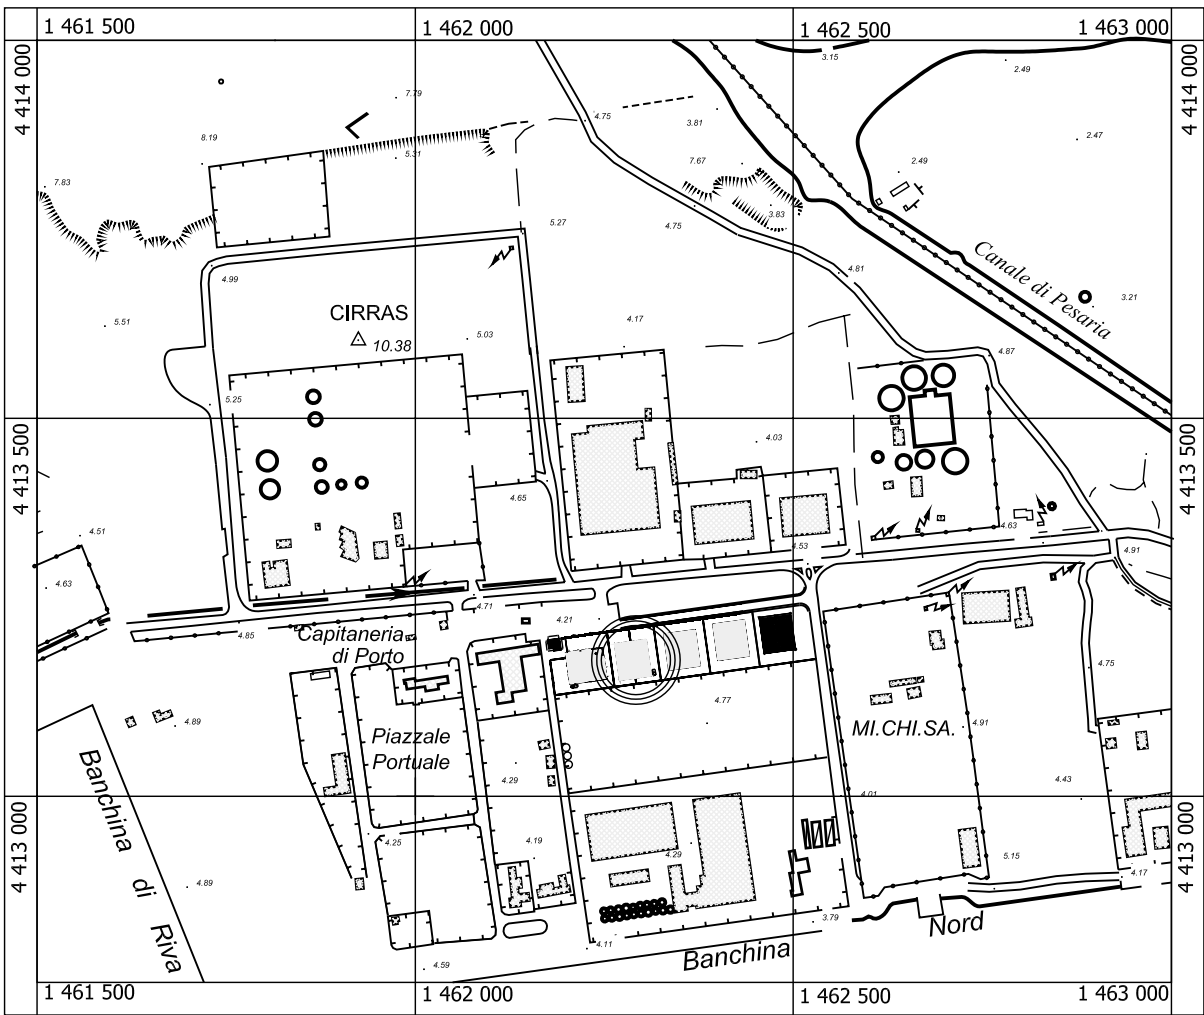 1 461 500
1 462 000
1 462 500
1 463 000
4 414 000
4 414 000
3.15
2.49
7.79
4.75
3.81
8.19
2.47
5.31
7.67
2.49
7.83
3.83
5.27
4.75
Canale di Pesaria
4.81
4.99
3.21
CIRRAS
5.51
4.17
10.38
5.03
4.87
5.25
4 413 500
4 413 500
4.03
4.65
4.51
4.63
4.53
4.91
4.63
4.71
4.21
4.85
Capitaneria
di Porto
4.75
4.77
4.89
4.91
MI.CHI.SA.
Piazzale
Portuale
4.29
4.43
Banchina di Riva
4.01
4 413 000
4 413 000
4.25
4.19
4.29
5.15
4.17
4.89
3.79
Nord
4.11
Banchina
4.59
1 461 500
1 462 000
1 462 500
1 463 000